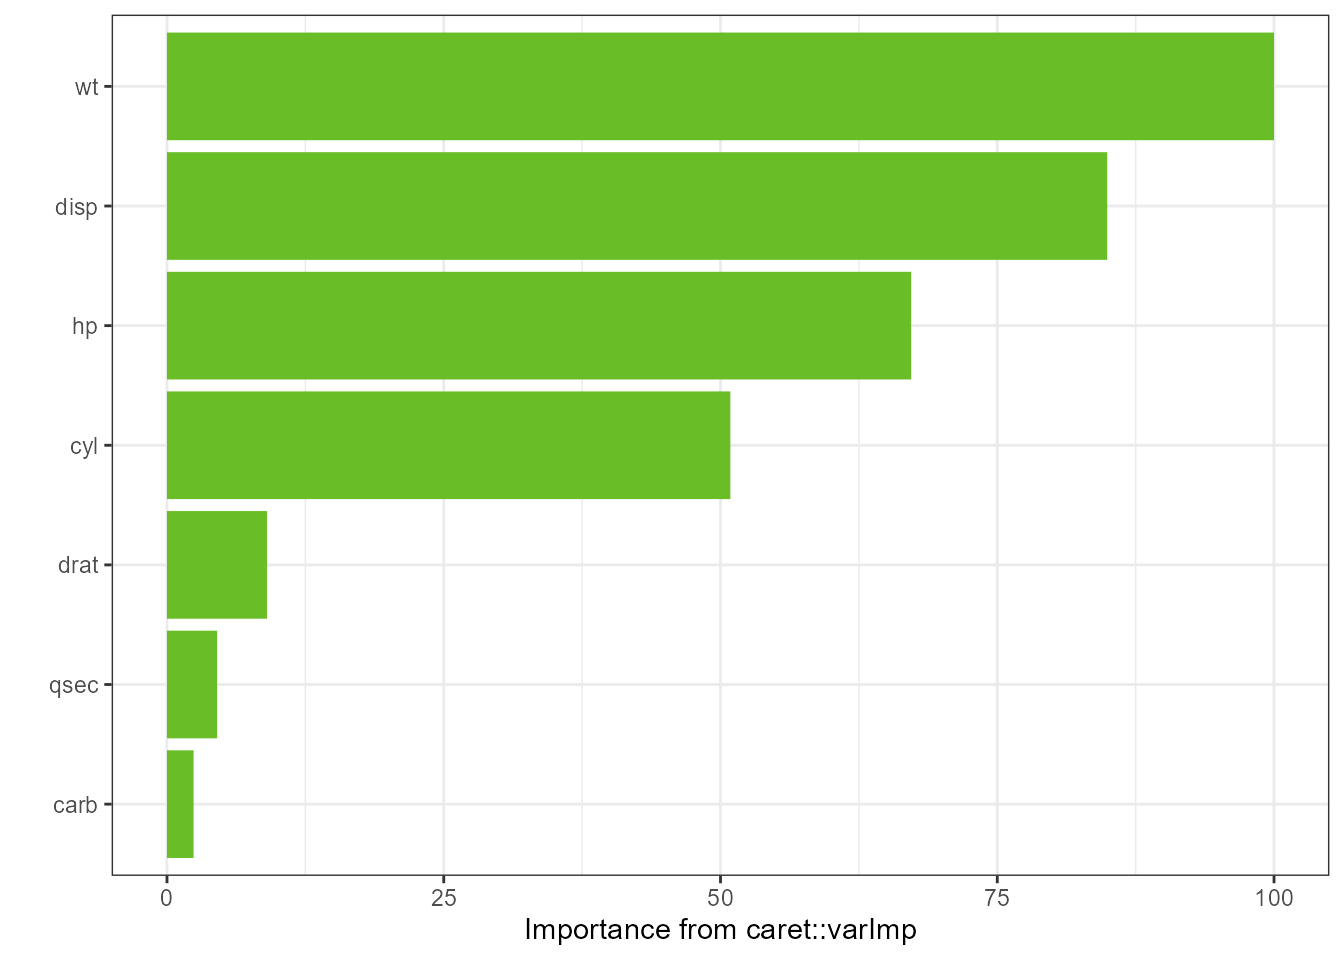 wt
disp
hp
cyl
drat
qsec
carb
0 25 50 75 100
Importance from caret::varImp